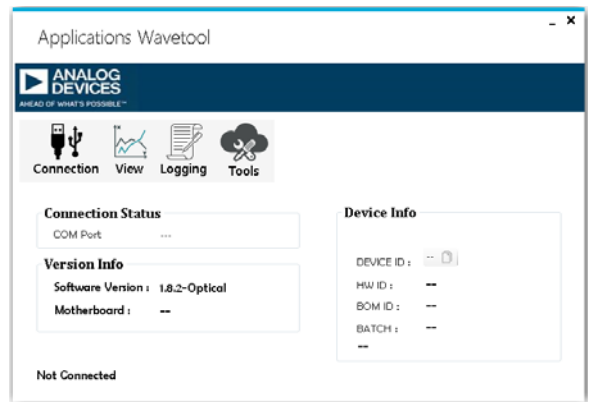 Applications Wavetool
ANALOG
DEVICES
AHEAD OF WHAT'S POSSIBLE™
Connection View Logging Tools
Connection Status
COM Port ---
Version Info
Software Version : 1.8.2-Optical
Motherboard : --
Device Info
DEVICE ID : --
HW ID : --
BOM ID : --
BATCH : --
--
Not Connected